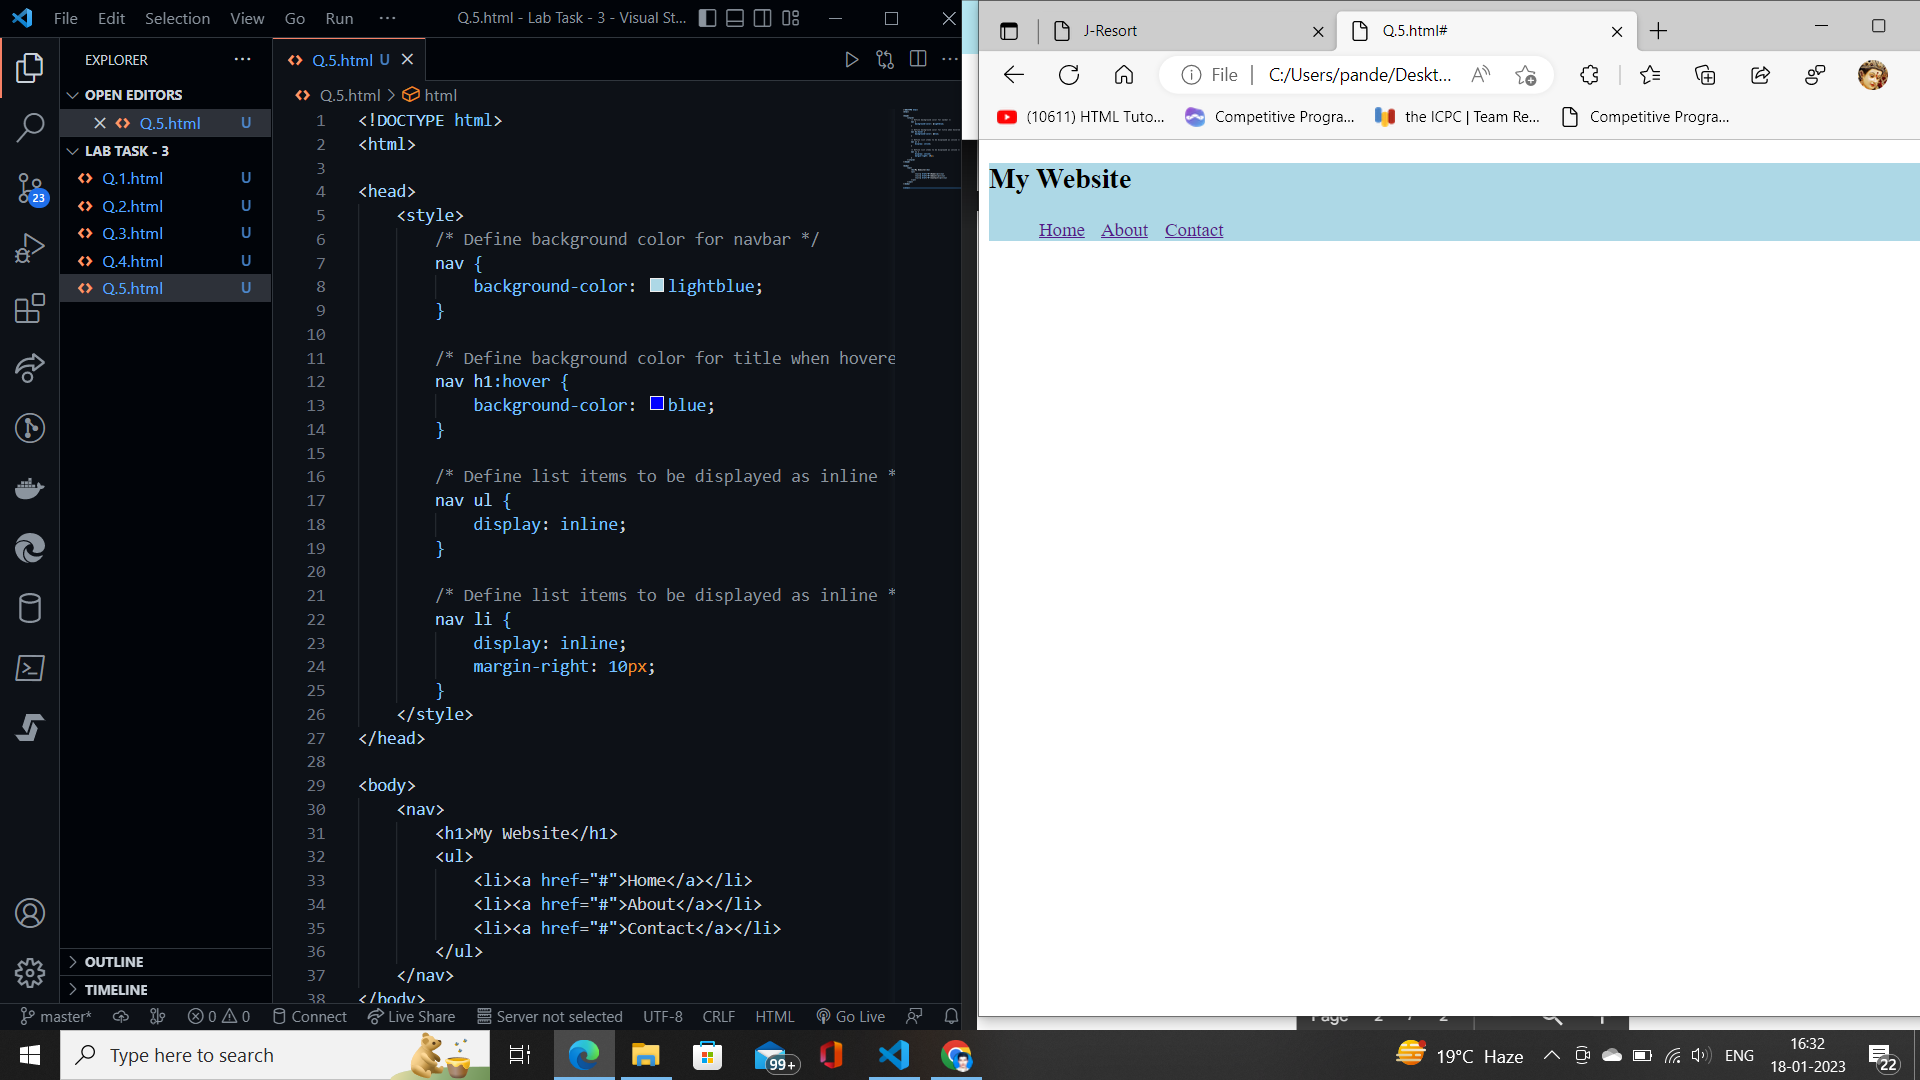 File Edit Selection View Go Run ··· Q.5.html - Lab Task - 3 - Visual St...
EXPLORER ···
OPEN EDITORS
Q.5.html U
LAB TASK - 3
Q.1.html U
Q.2.html U
Q.3.html U
Q.4.html U
Q.5.html U
OUTLINE
TIMELINE
23
Q.5.html U
Q.5.html > html
1 <!DOCTYPE html>
2 <html>
3
4 <head>
5 <style>
6 /* Define background color for navbar */
7 nav {
8 background-color: lightblue;
9 }
10
11 /* Define background color for title when hovere
12 nav h1:hover {
13 background-color: blue;
14 }
15
16 /* Define list items to be displayed as inline *
17 nav ul {
18 display: inline;
19 }
20
21 /* Define list items to be displayed as inline *
22 nav li {
23 display: inline;
24 margin-right: 10px;
25 }
26 </style>
27 </head>
28
29 <body>
30 <nav>
31 <h1>My Website</h1>
32 <ul>
33 <li><a href="#">Home</a></li>
34 <li><a href="#">About</a></li>
35 <li><a href="#">Contact</a></li>
36 </ul>
37 </nav>
38 </body>
master* 0 0 Connect Live Share Server not selected UTF-8 CRLF HTML Go Live
J-Resort Q.5.html#
File C:/Users/pande/Deskt...
(10611) HTML Tuto... Competitive Progra... the ICPC | Team Re... Competitive Progra...
My Website
Home About Contact
Page 2 / 2
Type here to search 99+ 19°C Haze ENG 16:32
18-01-2023 22